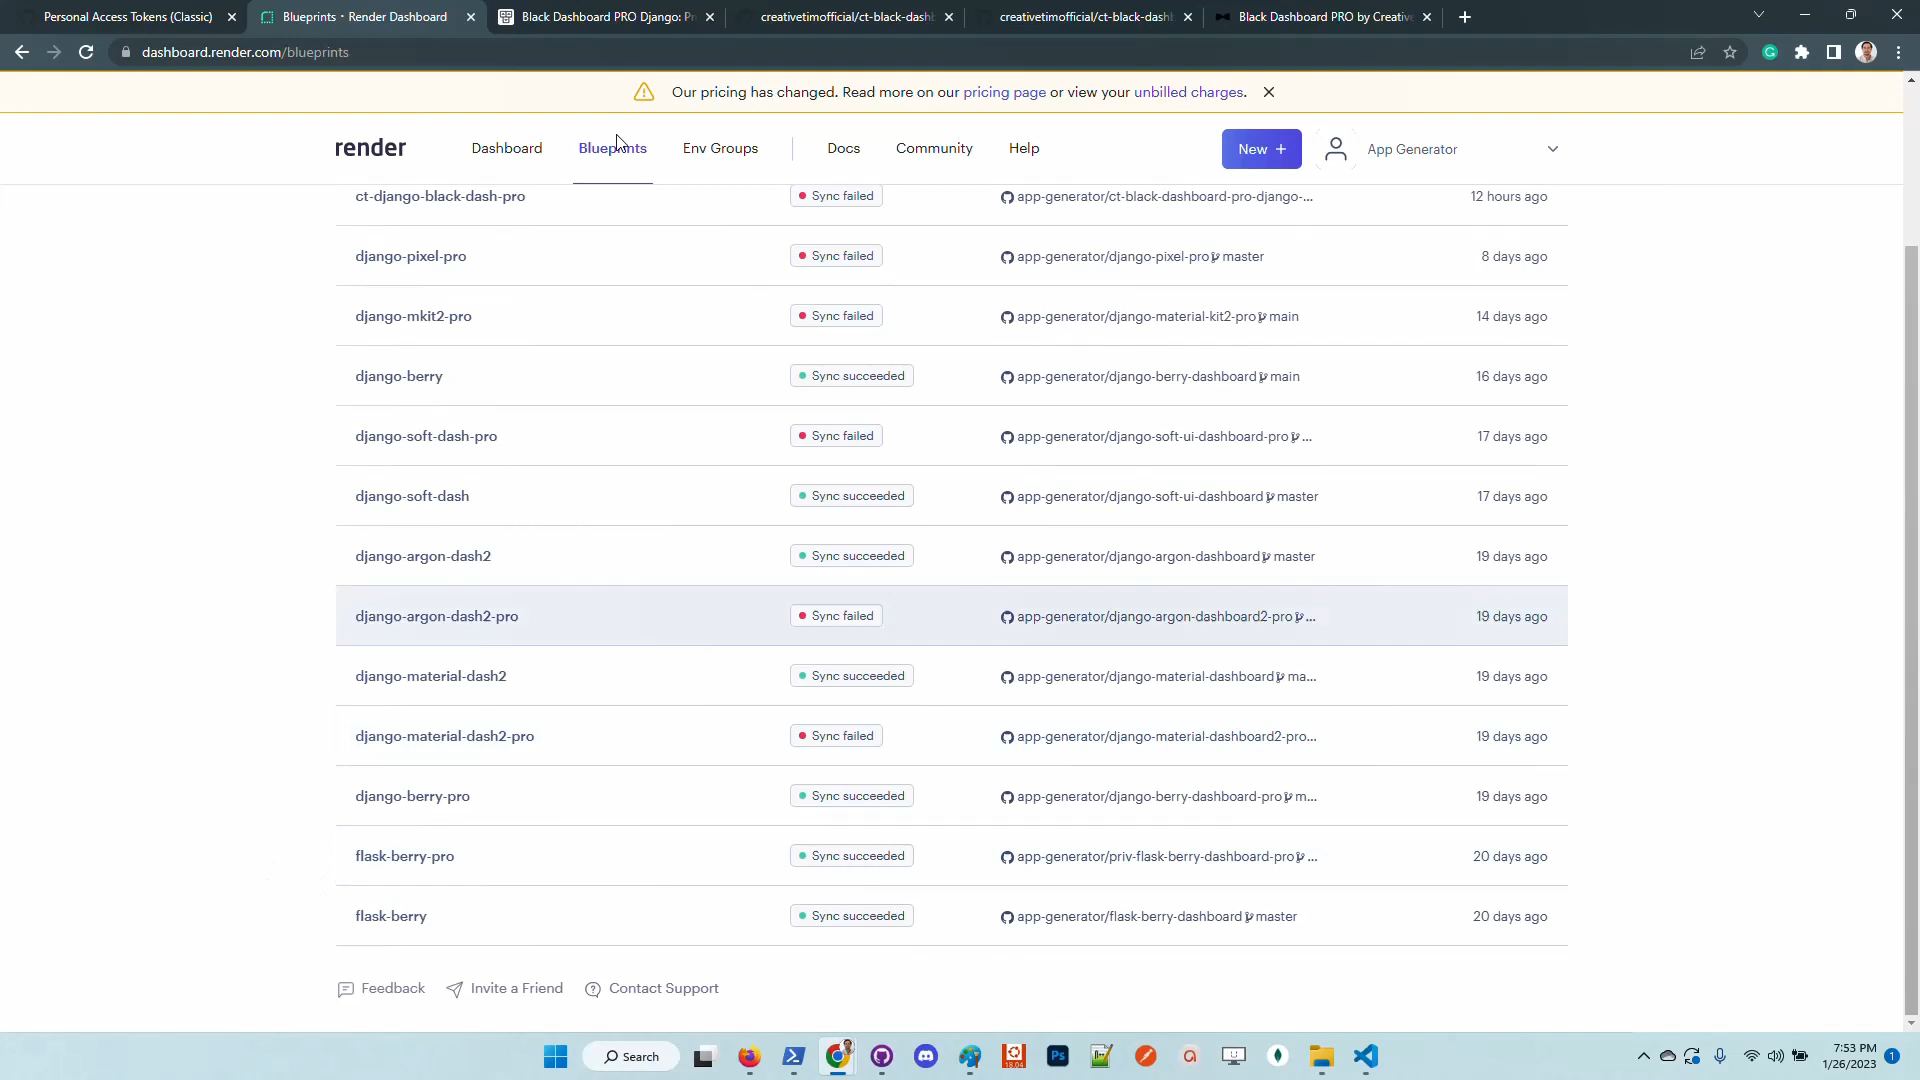 Personal Access Tokens (Classic)
Blueprints · Render Dashboard
Black Dashboard PRO Django: Pr
creativetimofficial/ct-black-dashb
creativetimofficial/ct-black-dashb
Black Dashboard PRO by Creative
dashboard.render.com/blueprints
Our pricing has changed. Read more on our pricing page or view your unbilled charges.
render
Dashboard
Blueprints
Env Groups
Docs
Community
Help
New +
App Generator
ct-django-black-dash-pro
Sync failed
app-generator/ct-black-dashboard-pro-django-...
12 hours ago
django-pixel-pro
Sync failed
app-generator/django-pixel-pro master
8 days ago
django-mkit2-pro
Sync failed
app-generator/django-material-kit2-pro main
14 days ago
django-berry
Sync succeeded
app-generator/django-berry-dashboard main
16 days ago
django-soft-dash-pro
Sync failed
app-generator/django-soft-ui-dashboard-pro ...
17 days ago
django-soft-dash
Sync succeeded
app-generator/django-soft-ui-dashboard master
17 days ago
django-argon-dash2
Sync succeeded
app-generator/django-argon-dashboard master
19 days ago
django-argon-dash2-pro
Sync failed
app-generator/django-argon-dashboard2-pro ...
19 days ago
django-material-dash2
Sync succeeded
app-generator/django-material-dashboard ma...
19 days ago
django-material-dash2-pro
Sync failed
app-generator/django-material-dashboard2-pro...
19 days ago
django-berry-pro
Sync succeeded
app-generator/django-berry-dashboard-pro m...
19 days ago
flask-berry-pro
Sync succeeded
app-generator/priv-flask-berry-dashboard-pro ...
20 days ago
flask-berry
Sync succeeded
app-generator/flask-berry-dashboard master
20 days ago
Feedback
Invite a Friend
Contact Support
Search
Ps
18.04
7:53 PM
1/26/2023
1